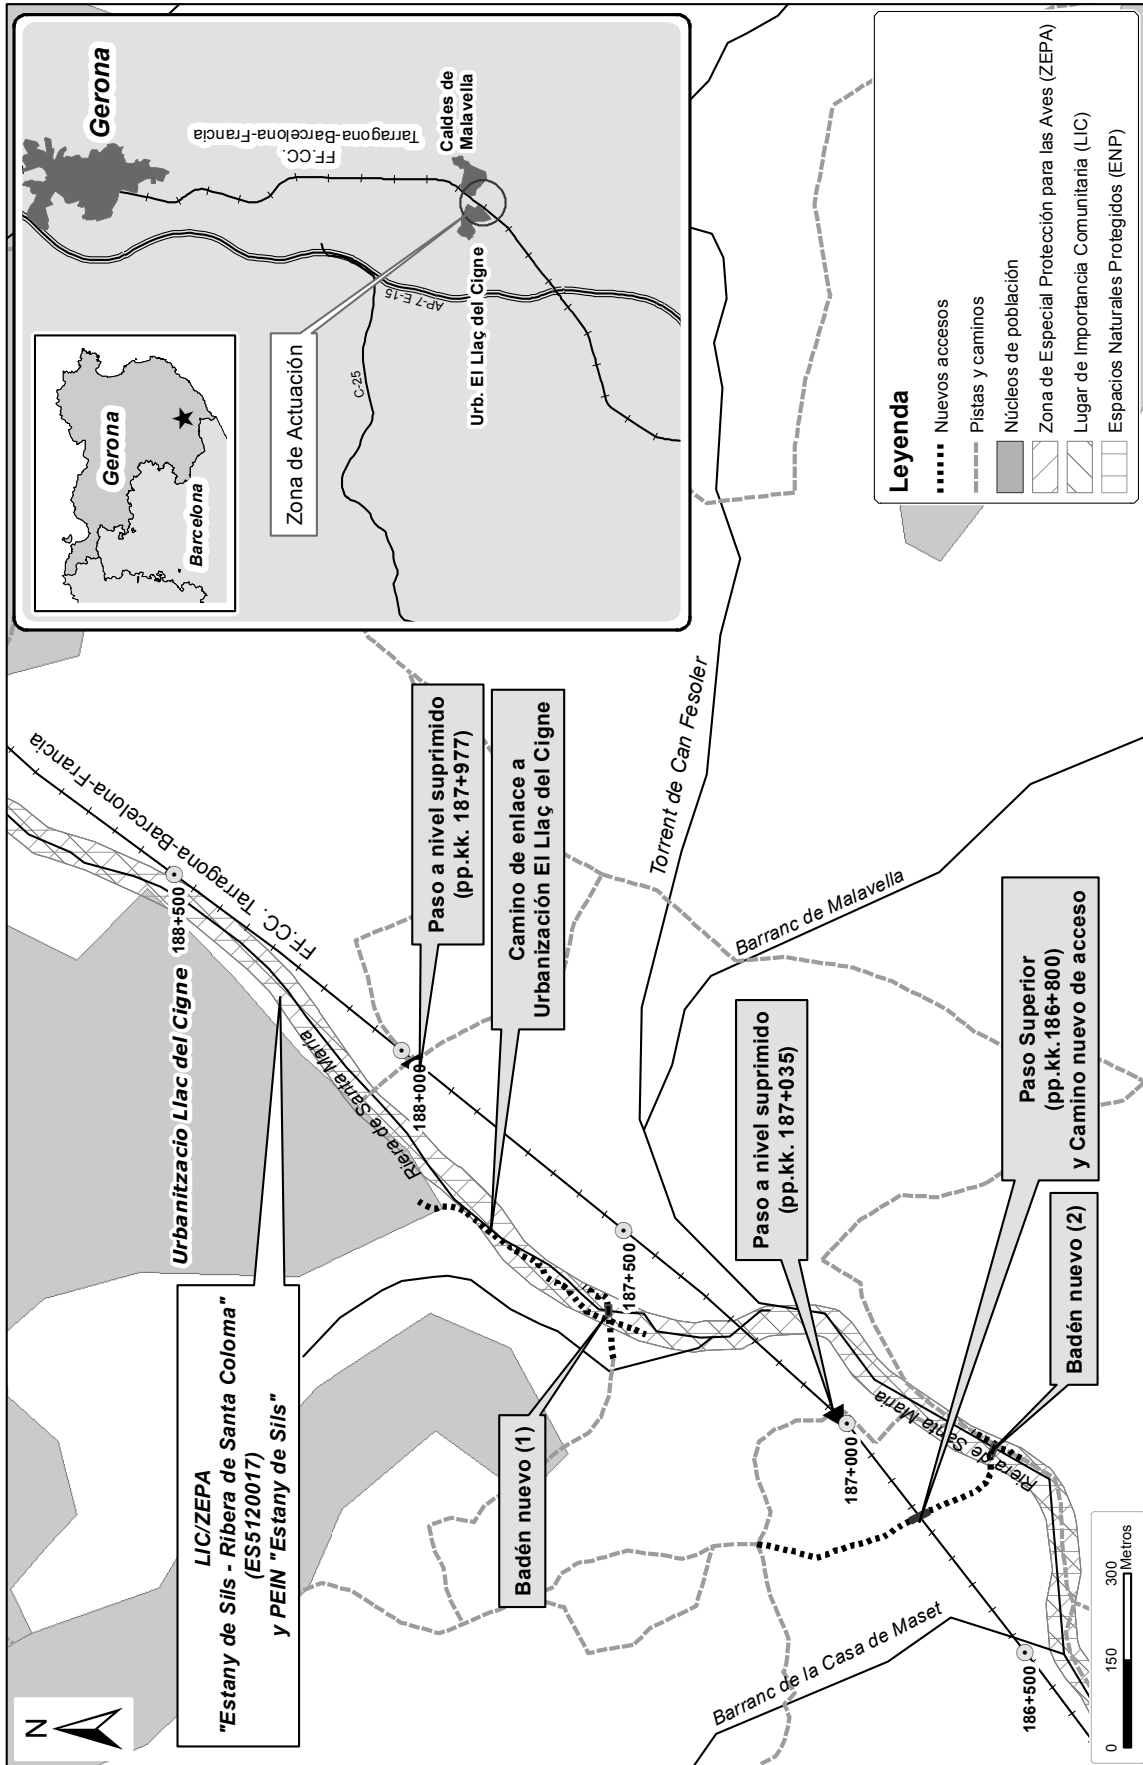 N
LIC/ZEPA
"Estany de Sils - Ribera de Santa Coloma"
(ES5120017)
y PEIN "Estany de Sils"
Urbanització Llac del Cigne
188+500
FF.CC. Tarragona-Barcelona-Francia
Riera de Santa María
188+000
Paso a nivel suprimido
(pp.kk. 187+977)
Camino de enlace a
Urbanización El Llaç del Cigne
187+500
Badén nuevo (1)
Torrent de Can Fesoler
Barranc de Malavella
Paso a nivel suprimido
(pp.kk. 187+035)
187+000
Riera de Santa María
Paso Superior
(pp.kk.186+800)
y Camino nuevo de acceso
Badén nuevo (2)
Barranc de la Casa de Maset
186+500
0 150 300
Metros
Gerona
Barcelona
Gerona
FF.CC.
Tarragona-Barcelona-Francia
Caldes de
Malavella
Zona de Actuación
Urb. El Llaç del Cigne
AP-7 E-15
C-25
Leyenda
Nuevos accesos
Pistas y caminos
Núcleos de población
Zona de Especial Protección para las Aves (ZEPA)
Lugar de Importancia Comunitaria (LIC)
Espacios Naturales Protegidos (ENP)